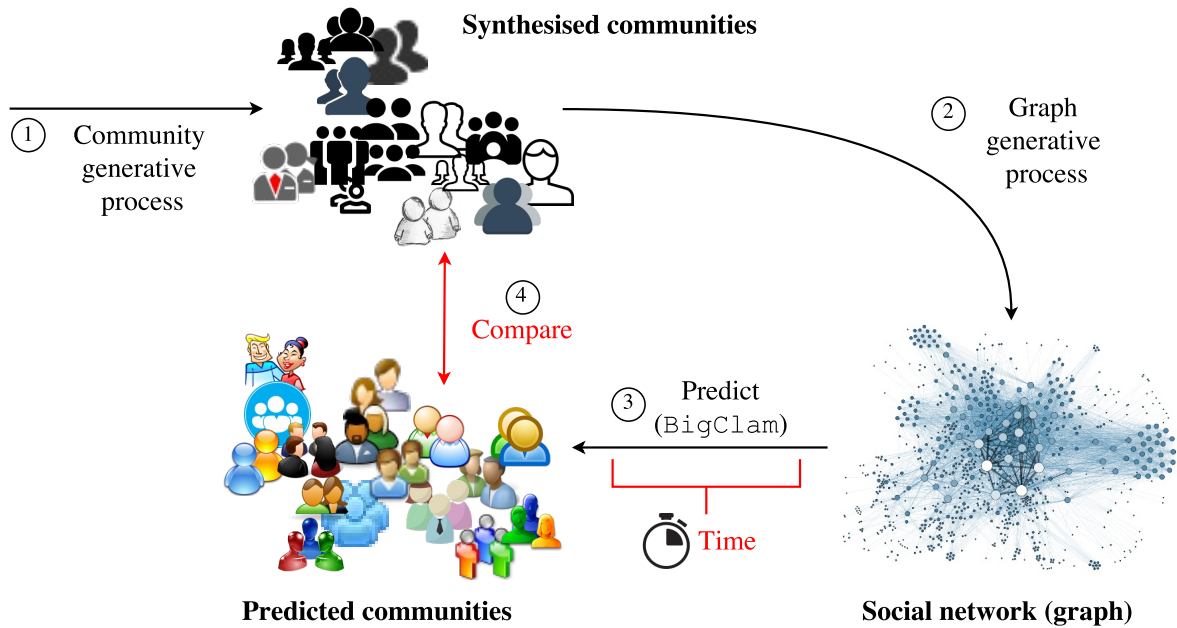 Synthesised communities
1
Community
generative
process
2
Graph
generative
process
4
Compare
3
Predict
(BigClam)
Time
Predicted communities
Social network (graph)